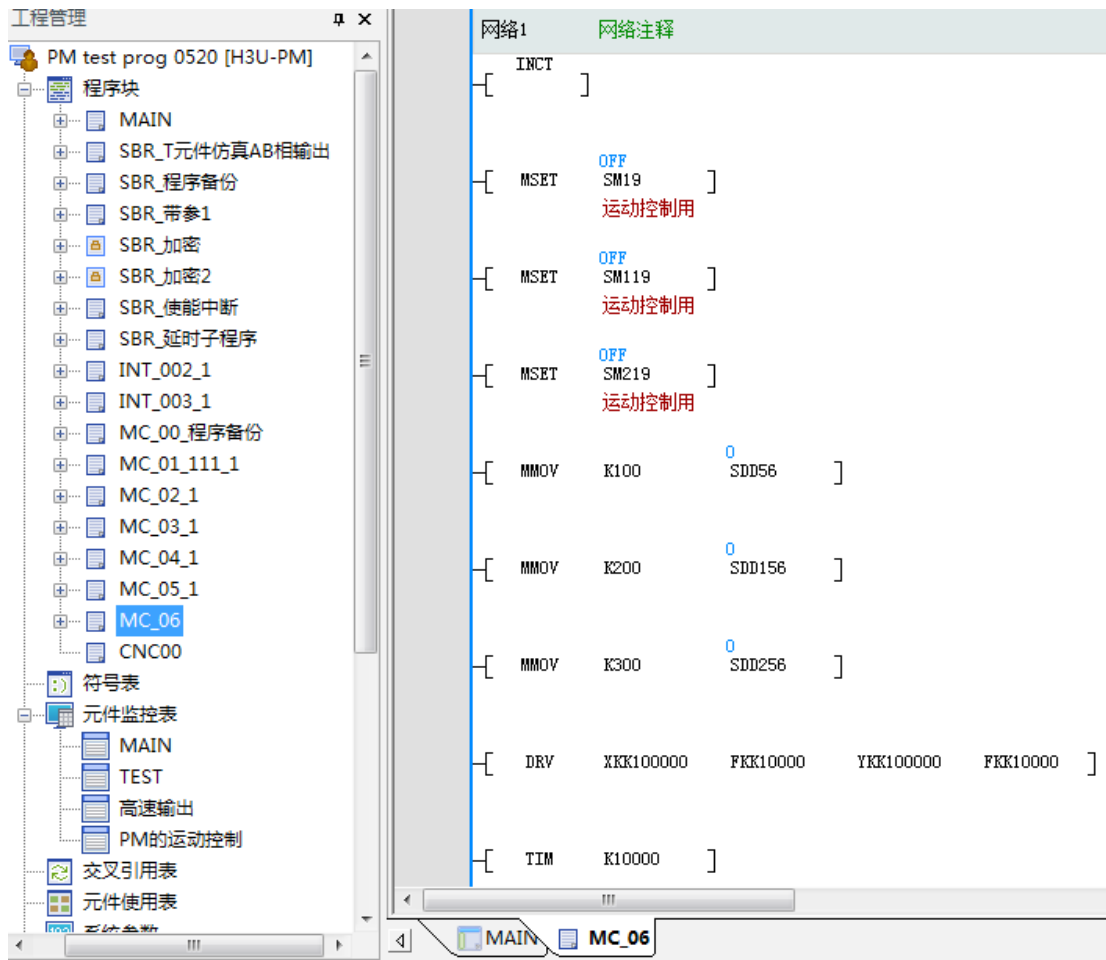 工程管理
PM test prog 0520 [H3U-PM]
程序块
MAIN
SBR_T元件仿真AB相输出
SBR_程序备份
SBR_带参1
SBR_加密
SBR_加密2
SBR_使能中断
SBR_延时子程序
INT_002_1
INT_003_1
MC_00_程序备份
MC_01_111_1
MC_02_1
MC_03_1
MC_04_1
MC_05_1
MC_06
CNC00
符号表
元件监控表
MAIN
TEST
高速输出
PM的运动控制
交叉引用表
元件使用表
系统参数
网络1 网络注释
INCT
OFF
MSET SM19
运动控制用
OFF
MSET SM119
运动控制用
OFF
MSET SM219
运动控制用
0
MMOV K100 SDD56
0
MMOV K200 SDD156
0
MMOV K300 SDD256
DRV XKK100000 FKK10000 YKK100000 FKK10000
TIM K10000
MAIN MC_06